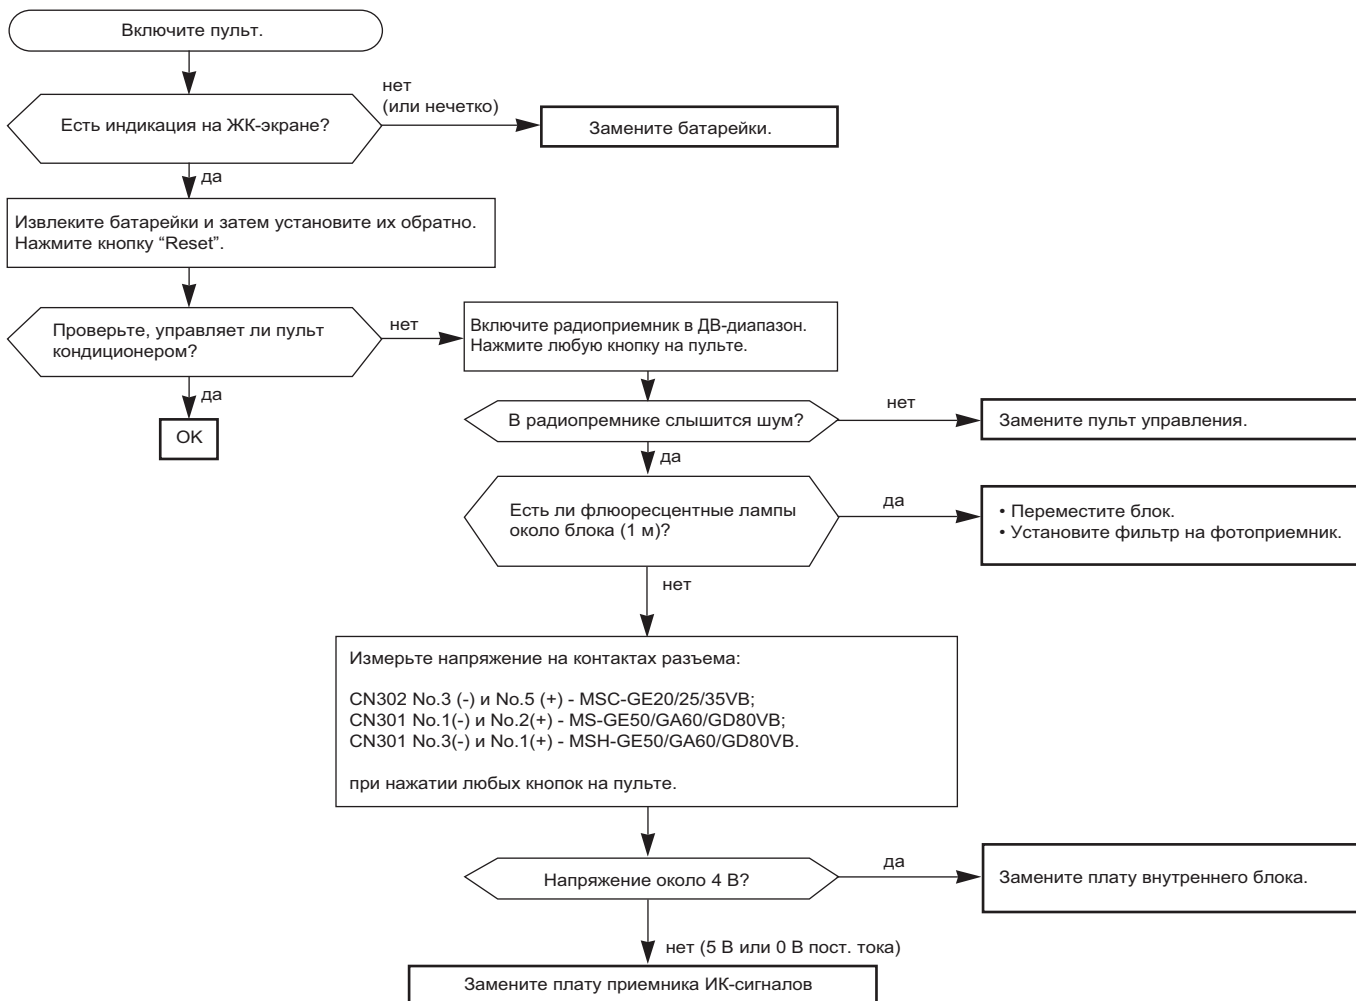 Включите пульт.
нет
(или нечетко)
Есть индикация на ЖК-экране?
Замените батарейки.
да
Извлеките батарейки и затем установите их обратно.
Нажмите кнопку “Reset”.
Проверьте, управляет ли пульт
кондиционером?
нет
Включите радиоприемник в ДВ-диапазон.
Нажмите любую кнопку на пульте.
да
OK
В радиопремнике слышится шум?
нет
Замените пульт управления.
да
Есть ли флюоресцентные лампы
около блока (1 м)?
да
• Переместите блок.
• Установите фильтр на фотоприемник.
нет
Измерьте напряжение на контактах разъема:
CN302 No.3 (-) и No.5 (+) - MSC-GE20/25/35VB;
CN301 No.1(-) и No.2(+) - MS-GE50/GA60/GD80VB;
CN301 No.3(-) и No.1(+) - MSH-GE50/GA60/GD80VB.
при нажатии любых кнопок на пульте.
Напряжение около 4 В?
да
Замените плату внутреннего блока.
нет (5 В или 0 В пост. тока)
Замените плату приемника ИК-сигналов